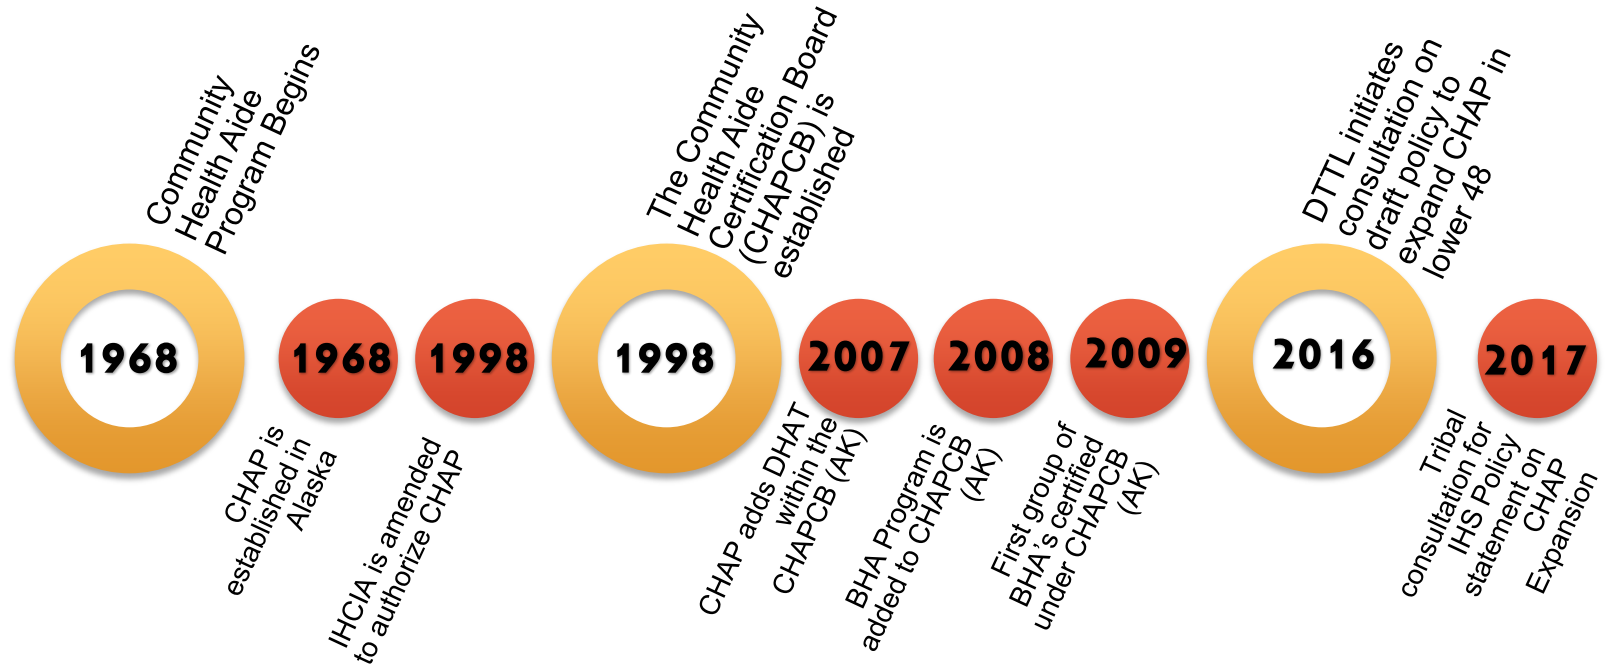 Community
Health Aide
Program Begins
1968
1968
CHAP is
established in
Alaska
1998
IHCIA is amended
to authorize CHAP
The Community
Health Aide
Certification Board
(CHAPCB) is
established
1998
2007
CHAP adds DHAT
within the
CHAPCB (AK)
2008
BHA Program is
added to CHAPCB
(AK)
2009
First group of
BHA's certified
under CHAPCB
(AK)
DTTL initiates
consultation on
draft policy to
expand CHAP in
lower 48
2016
2017
Tribal
consultation for
IHS Policy
statement on
CHAP
Expansion